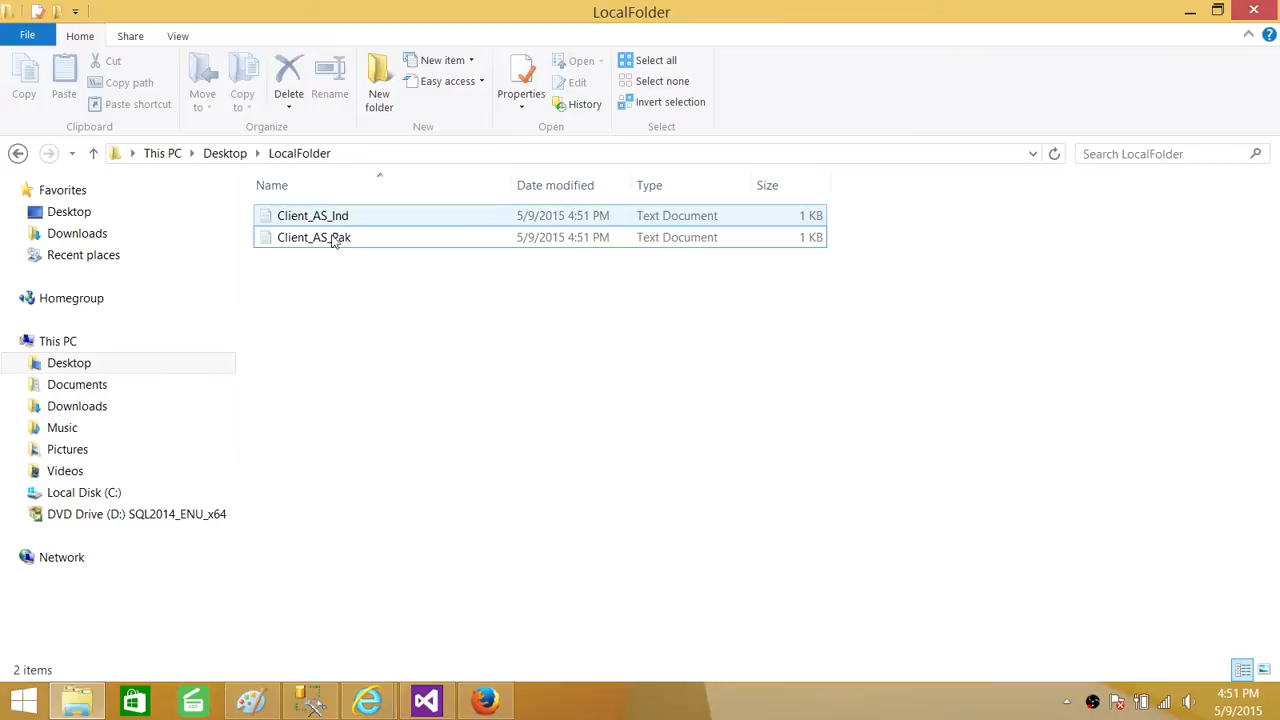 LocalFolder
File Home Share View
Copy Paste Cut Copy path Paste shortcut Move to Copy to Delete Rename New folder New item Easy access Properties Open Edit History Select all Select none Invert selection
Clipboard Organize New Open Select
This PC Desktop LocalFolder Search LocalFolder
Name Date modified Type Size
Client_AS_Ind 5/9/2015 4:51 PM Text Document 1 KB
Client_AS_Pak 5/9/2015 4:51 PM Text Document 1 KB
Favorites
Desktop
Downloads
Recent places
Homegroup
This PC
Desktop
Documents
Downloads
Music
Pictures
Videos
Local Disk (C:)
DVD Drive (D:) SQL2014_ENU_x64
Network
2 items
4:51 PM
5/9/2015